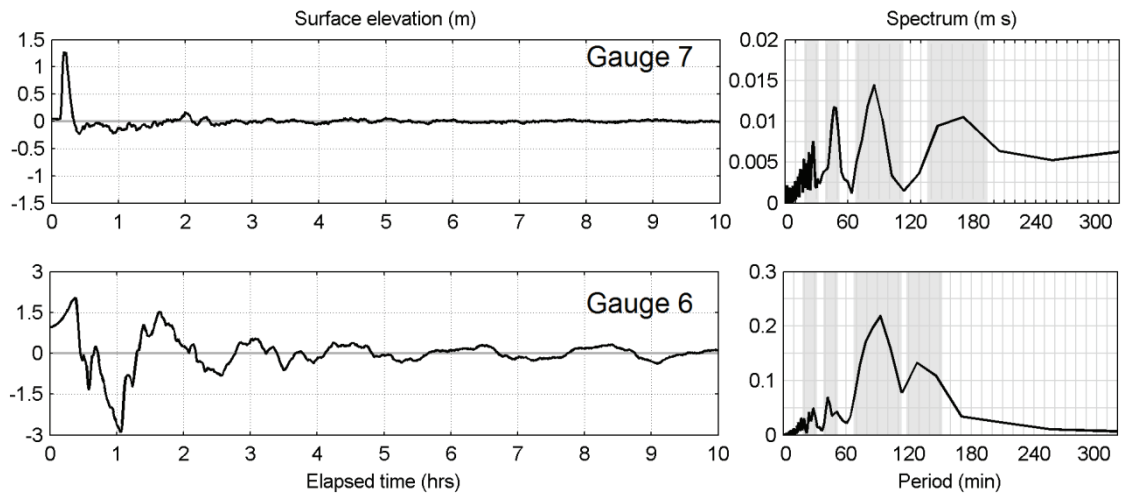 Surface elevation (m)
Spectrum (m s)
1.5
1
0.5
0
-0.5
-1
-1.5
Gauge 7
0 1 2 3 4 5 6 7 8 9 10
0.02
0.015
0.01
0.005
0
0 60 120 180 240 300
3
1.5
0
-1.5
-3
Gauge 6
0 1 2 3 4 5 6 7 8 9 10
Elapsed time (hrs)
0.3
0.2
0.1
0
0 60 120 180 240 300
Period (min)